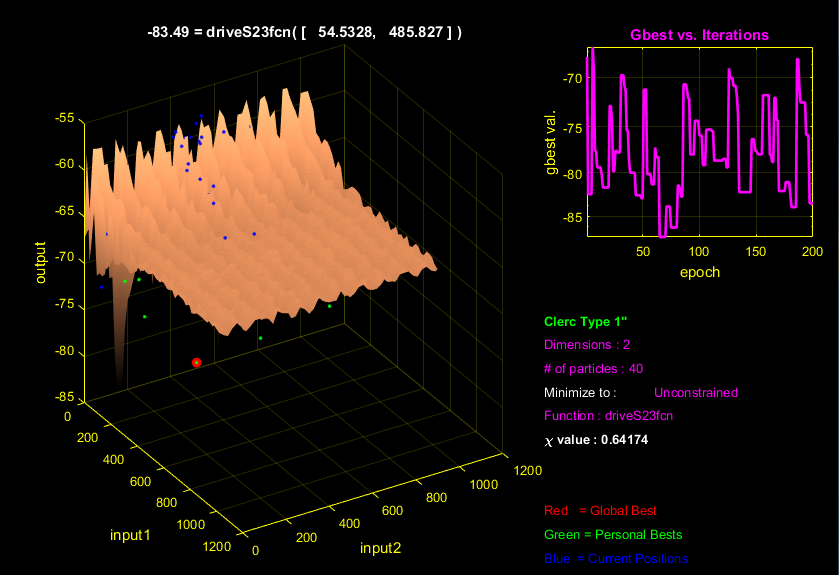 -83.49 = driveS23fcn( [ 54.5328, 485.827 ] )
-55
-60
-65
-70
-75
-80
-85
output
0
200
400
600
800
1000
1200
input1
0
200
400
600
800
1000
1200
input2
Gbest vs. Iterations
-70
-75
-80
-85
gbest val.
50
100
150
200
epoch
Clerc Type 1"
Dimensions : 2
# of particles : 40
Minimize to : Unconstrained
Function : driveS23fcn
χ value : 0.64174
Red = Global Best
Green = Personal Bests
Blue = Current Positions